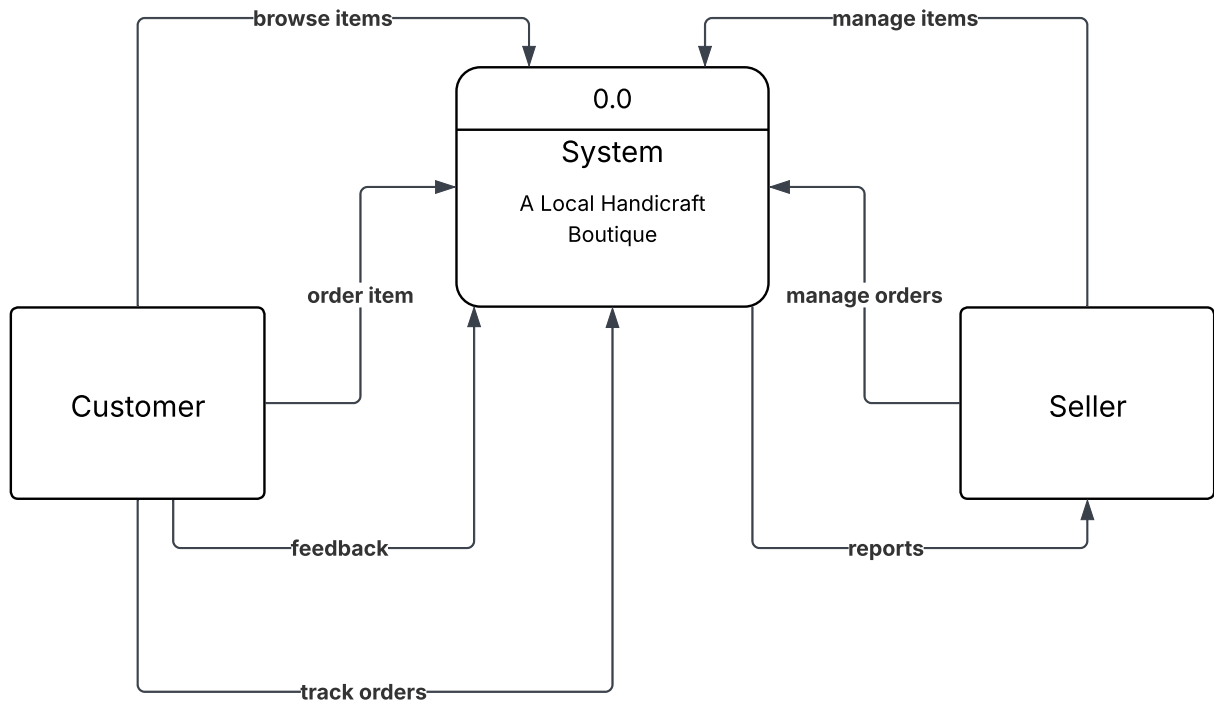 browse items
manage items
0.0
System
A Local Handicraft
Boutique
order item
manage orders
Customer
Seller
feedback
reports
track orders